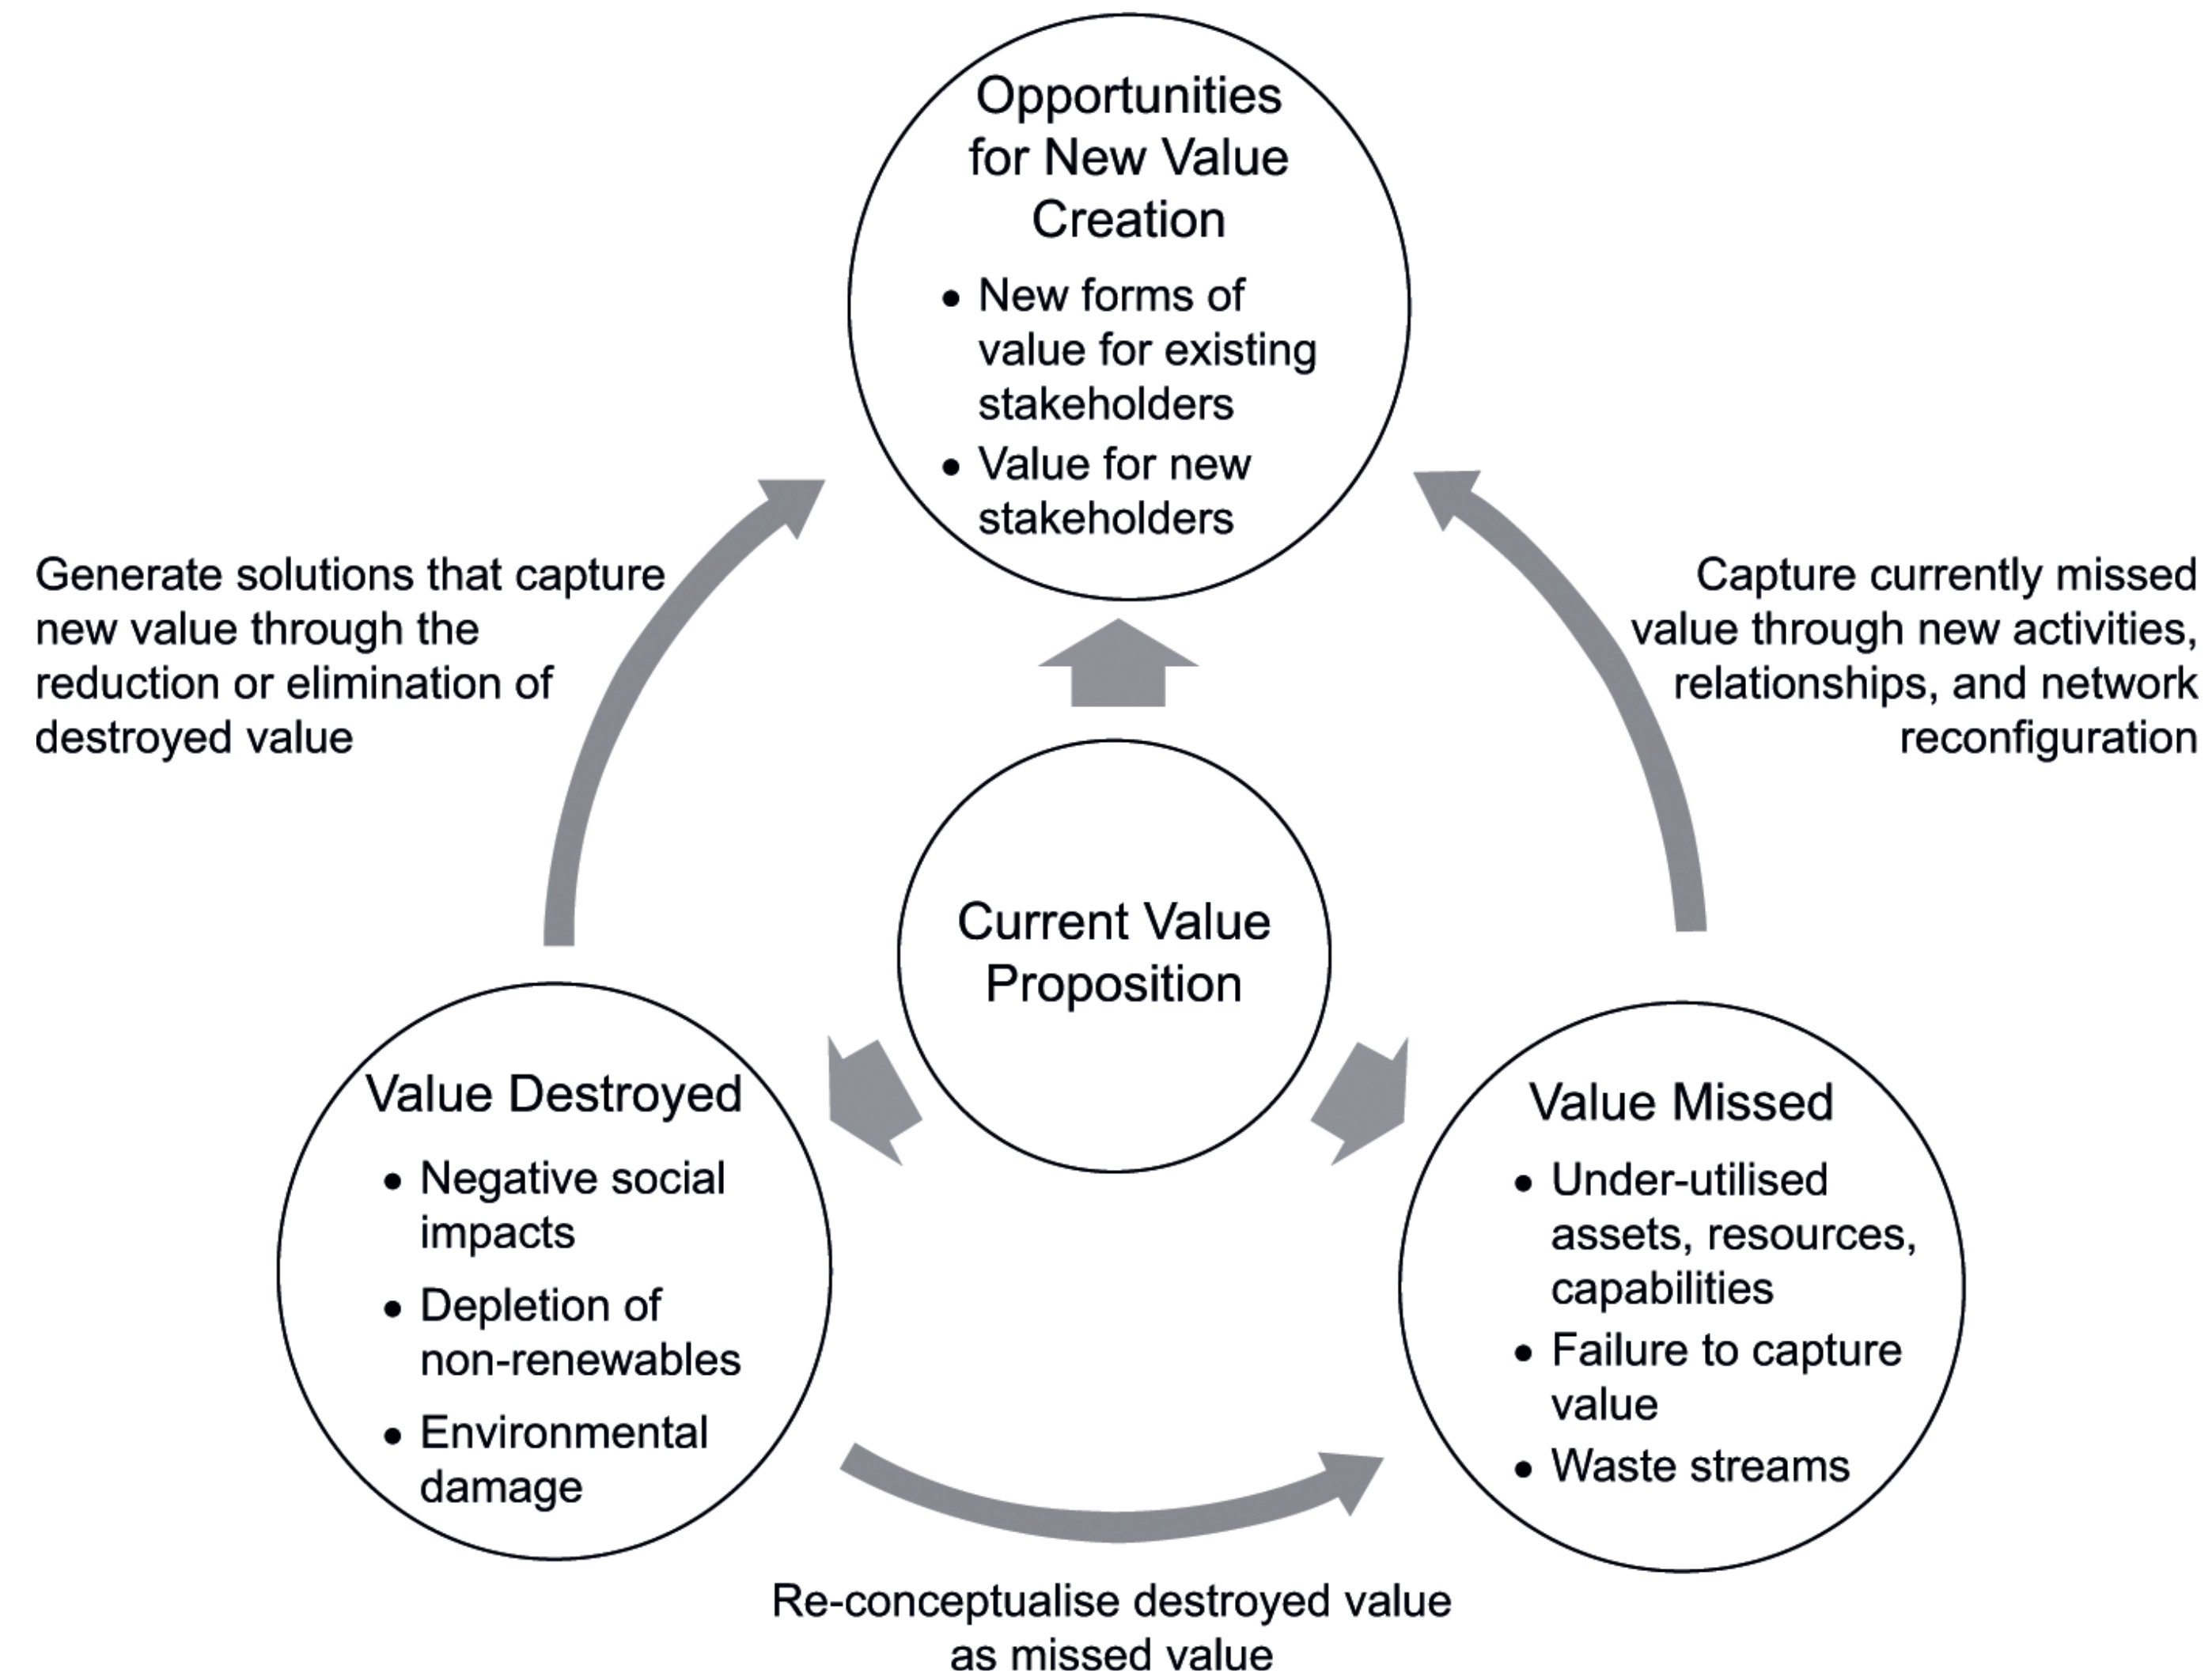 Opportunities
for New Value
Creation
• New forms of
value for existing
stakeholders
• Value for new
stakeholders
Generate solutions that capture
new value through the
reduction or elimination of
destroyed value
Capture currently missed
value through new activities,
relationships, and network
reconfiguration
Current Value
Proposition
Value Destroyed
• Negative social
impacts
• Depletion of
non-renewables
• Environmental
damage
Value Missed
• Under-utilised
assets, resources,
capabilities
• Failure to capture
value
• Waste streams
Re-conceptualise destroyed value
as missed value